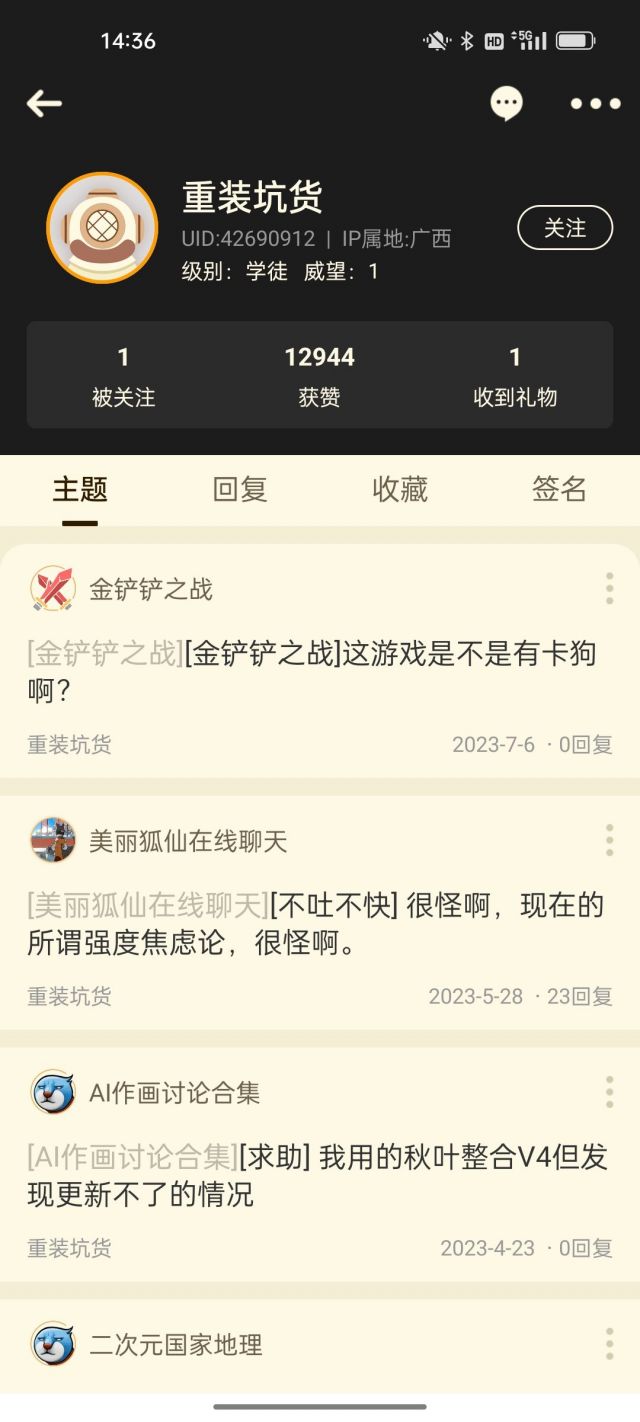 14:36
HD 5G
重装坑货
UID:42690912 | IP属地:广西
关注
级别：学徒 威望：1
1 12944 1
被关注 获赞 收到礼物
主题 回复 收藏 签名
金铲铲之战
[金铲铲之战][金铲铲之战]这游戏是不是有卡狗
啊？
重装坑货 2023-7-6 · 0回复
美丽狐仙在线聊天
[美丽狐仙在线聊天][不吐不快] 很怪啊，现在的
所谓强度焦虑论，很怪啊。
重装坑货 2023-5-28 · 23回复
AI作画讨论合集
[AI作画讨论合集][求助] 我用的秋叶整合V4但发
现更新不了的情况
重装坑货 2023-4-23 · 0回复
二次元国家地理